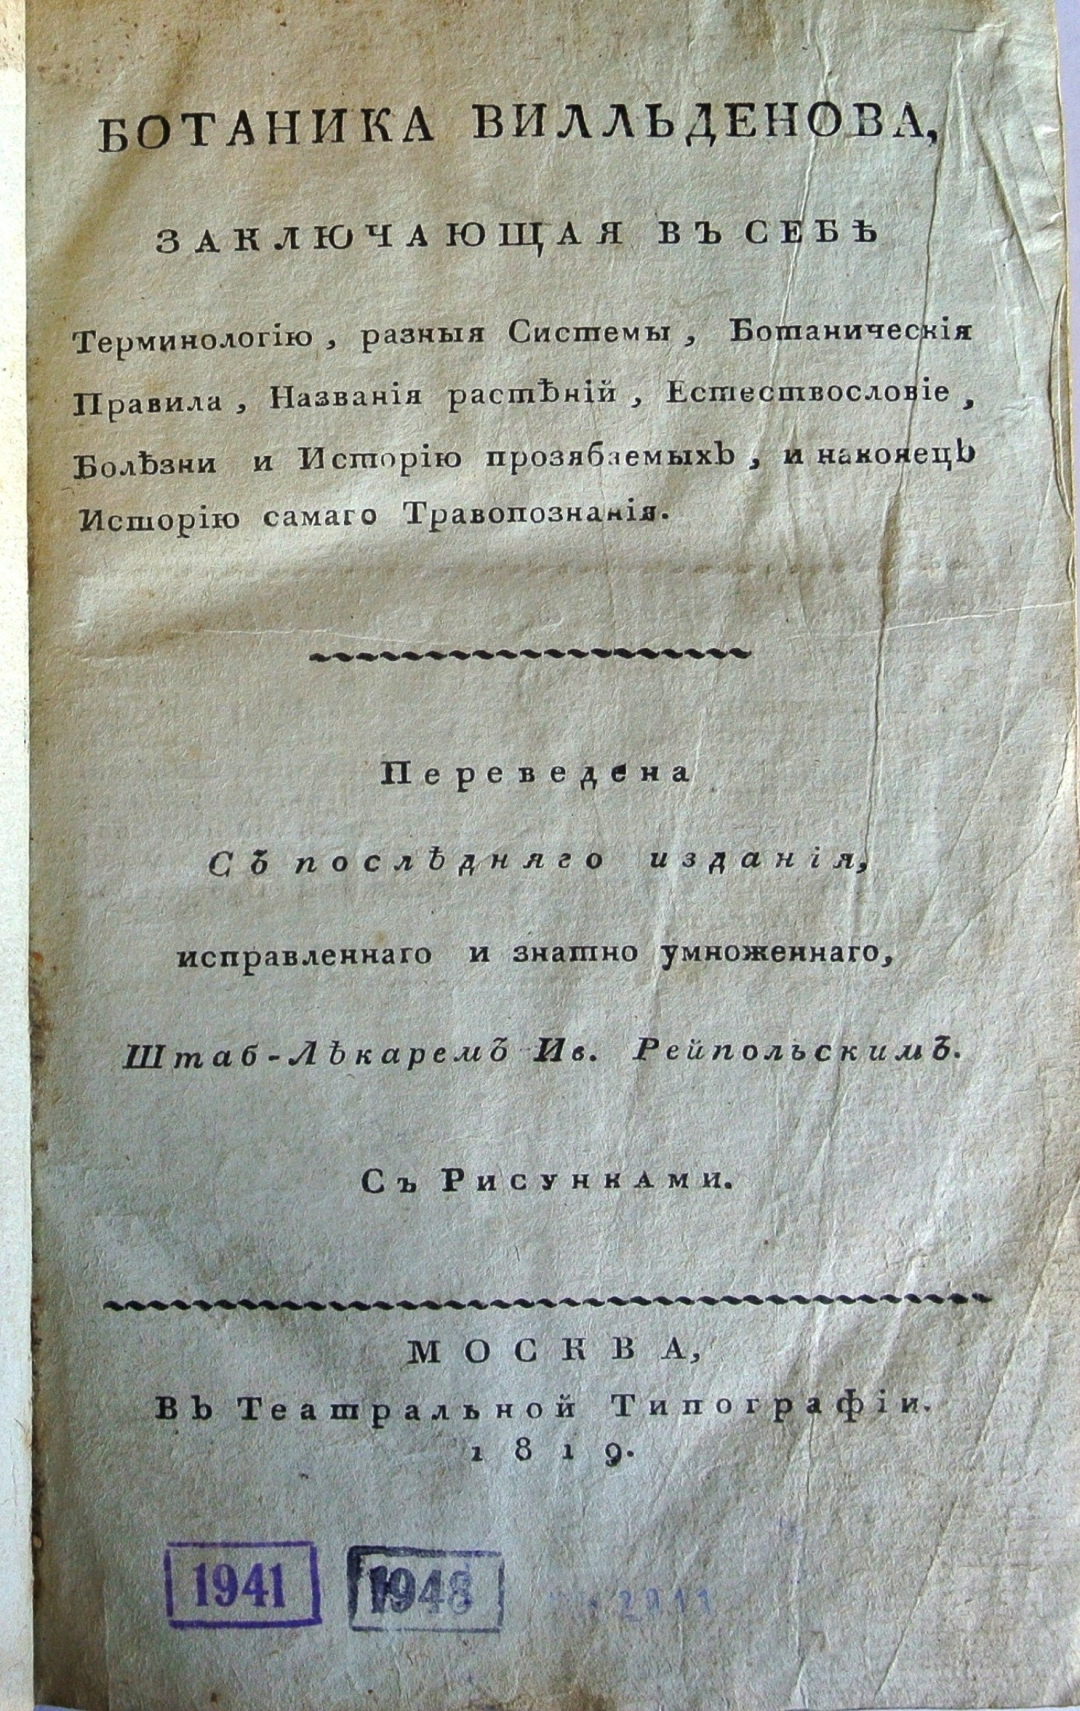 БОТАНИКА ВИЛЛЬДЕНОВА,
ЗАКЛЮЧАЮЩАЯ ВЪ СЕБѢ
Терминологію, разныя Системы, Ботаническія
Правила, Названія растѣній, Естествословіе,
Болѣзни и Исторію прозябаемыхЪ, и наконецЪ
Исторію самаго Травопознанія.
Переведена
СЪ послѣдняго изданія,
исправленнаго и знатно умноженнаго,
Штаб-ЛѣкаремЪ Ив. РейпольскимЪ.
Съ Рисунками.
МОСКВА,
ВЪ Театральной Типографіи.
1819.
1941 1948